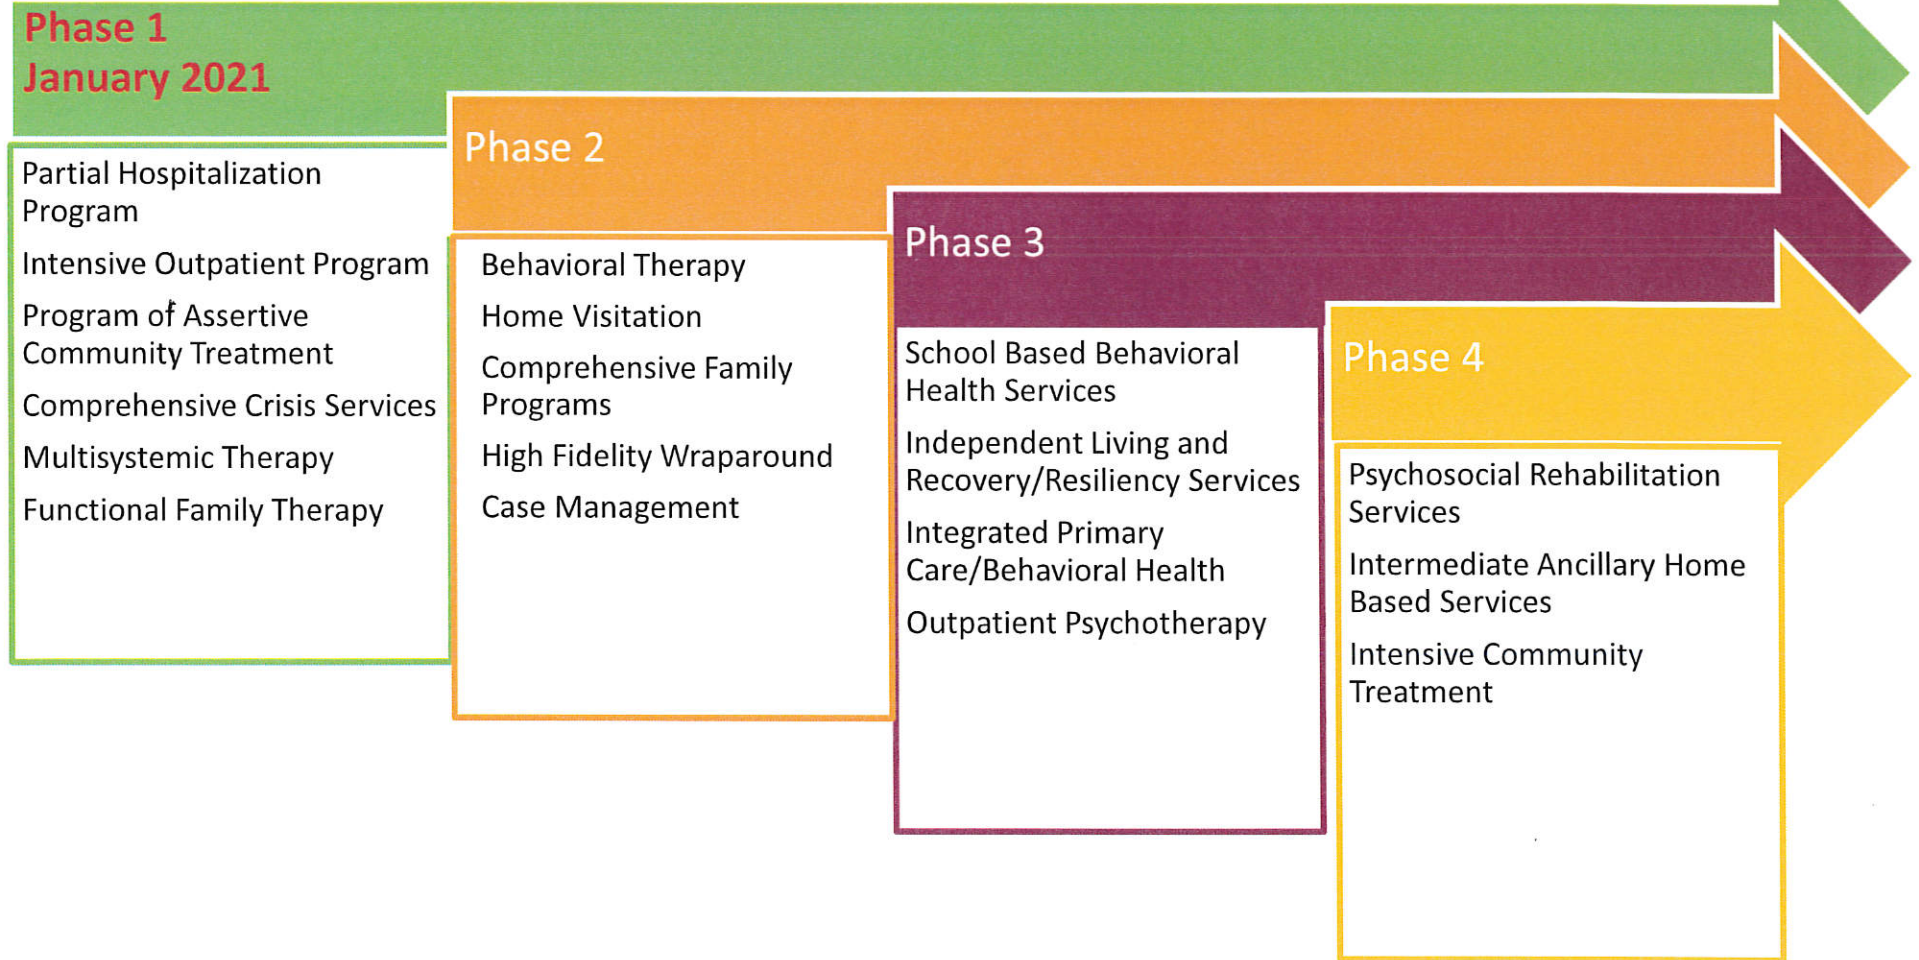 Phase 1
January 2021
Partial Hospitalization
Program
Intensive Outpatient Program
Program of Assertive
Community Treatment
Comprehensive Crisis Services
Multisystemic Therapy
Functional Family Therapy
Phase 2
Behavioral Therapy
Home Visitation
Comprehensive Family
Programs
High Fidelity Wraparound
Case Management
Phase 3
School Based Behavioral
Health Services
Independent Living and
Recovery/Resiliency Services
Integrated Primary
Care/Behavioral Health
Outpatient Psychotherapy
Phase 4
Psychosocial Rehabilitation
Services
Intermediate Ancillary Home
Based Services
Intensive Community
Treatment